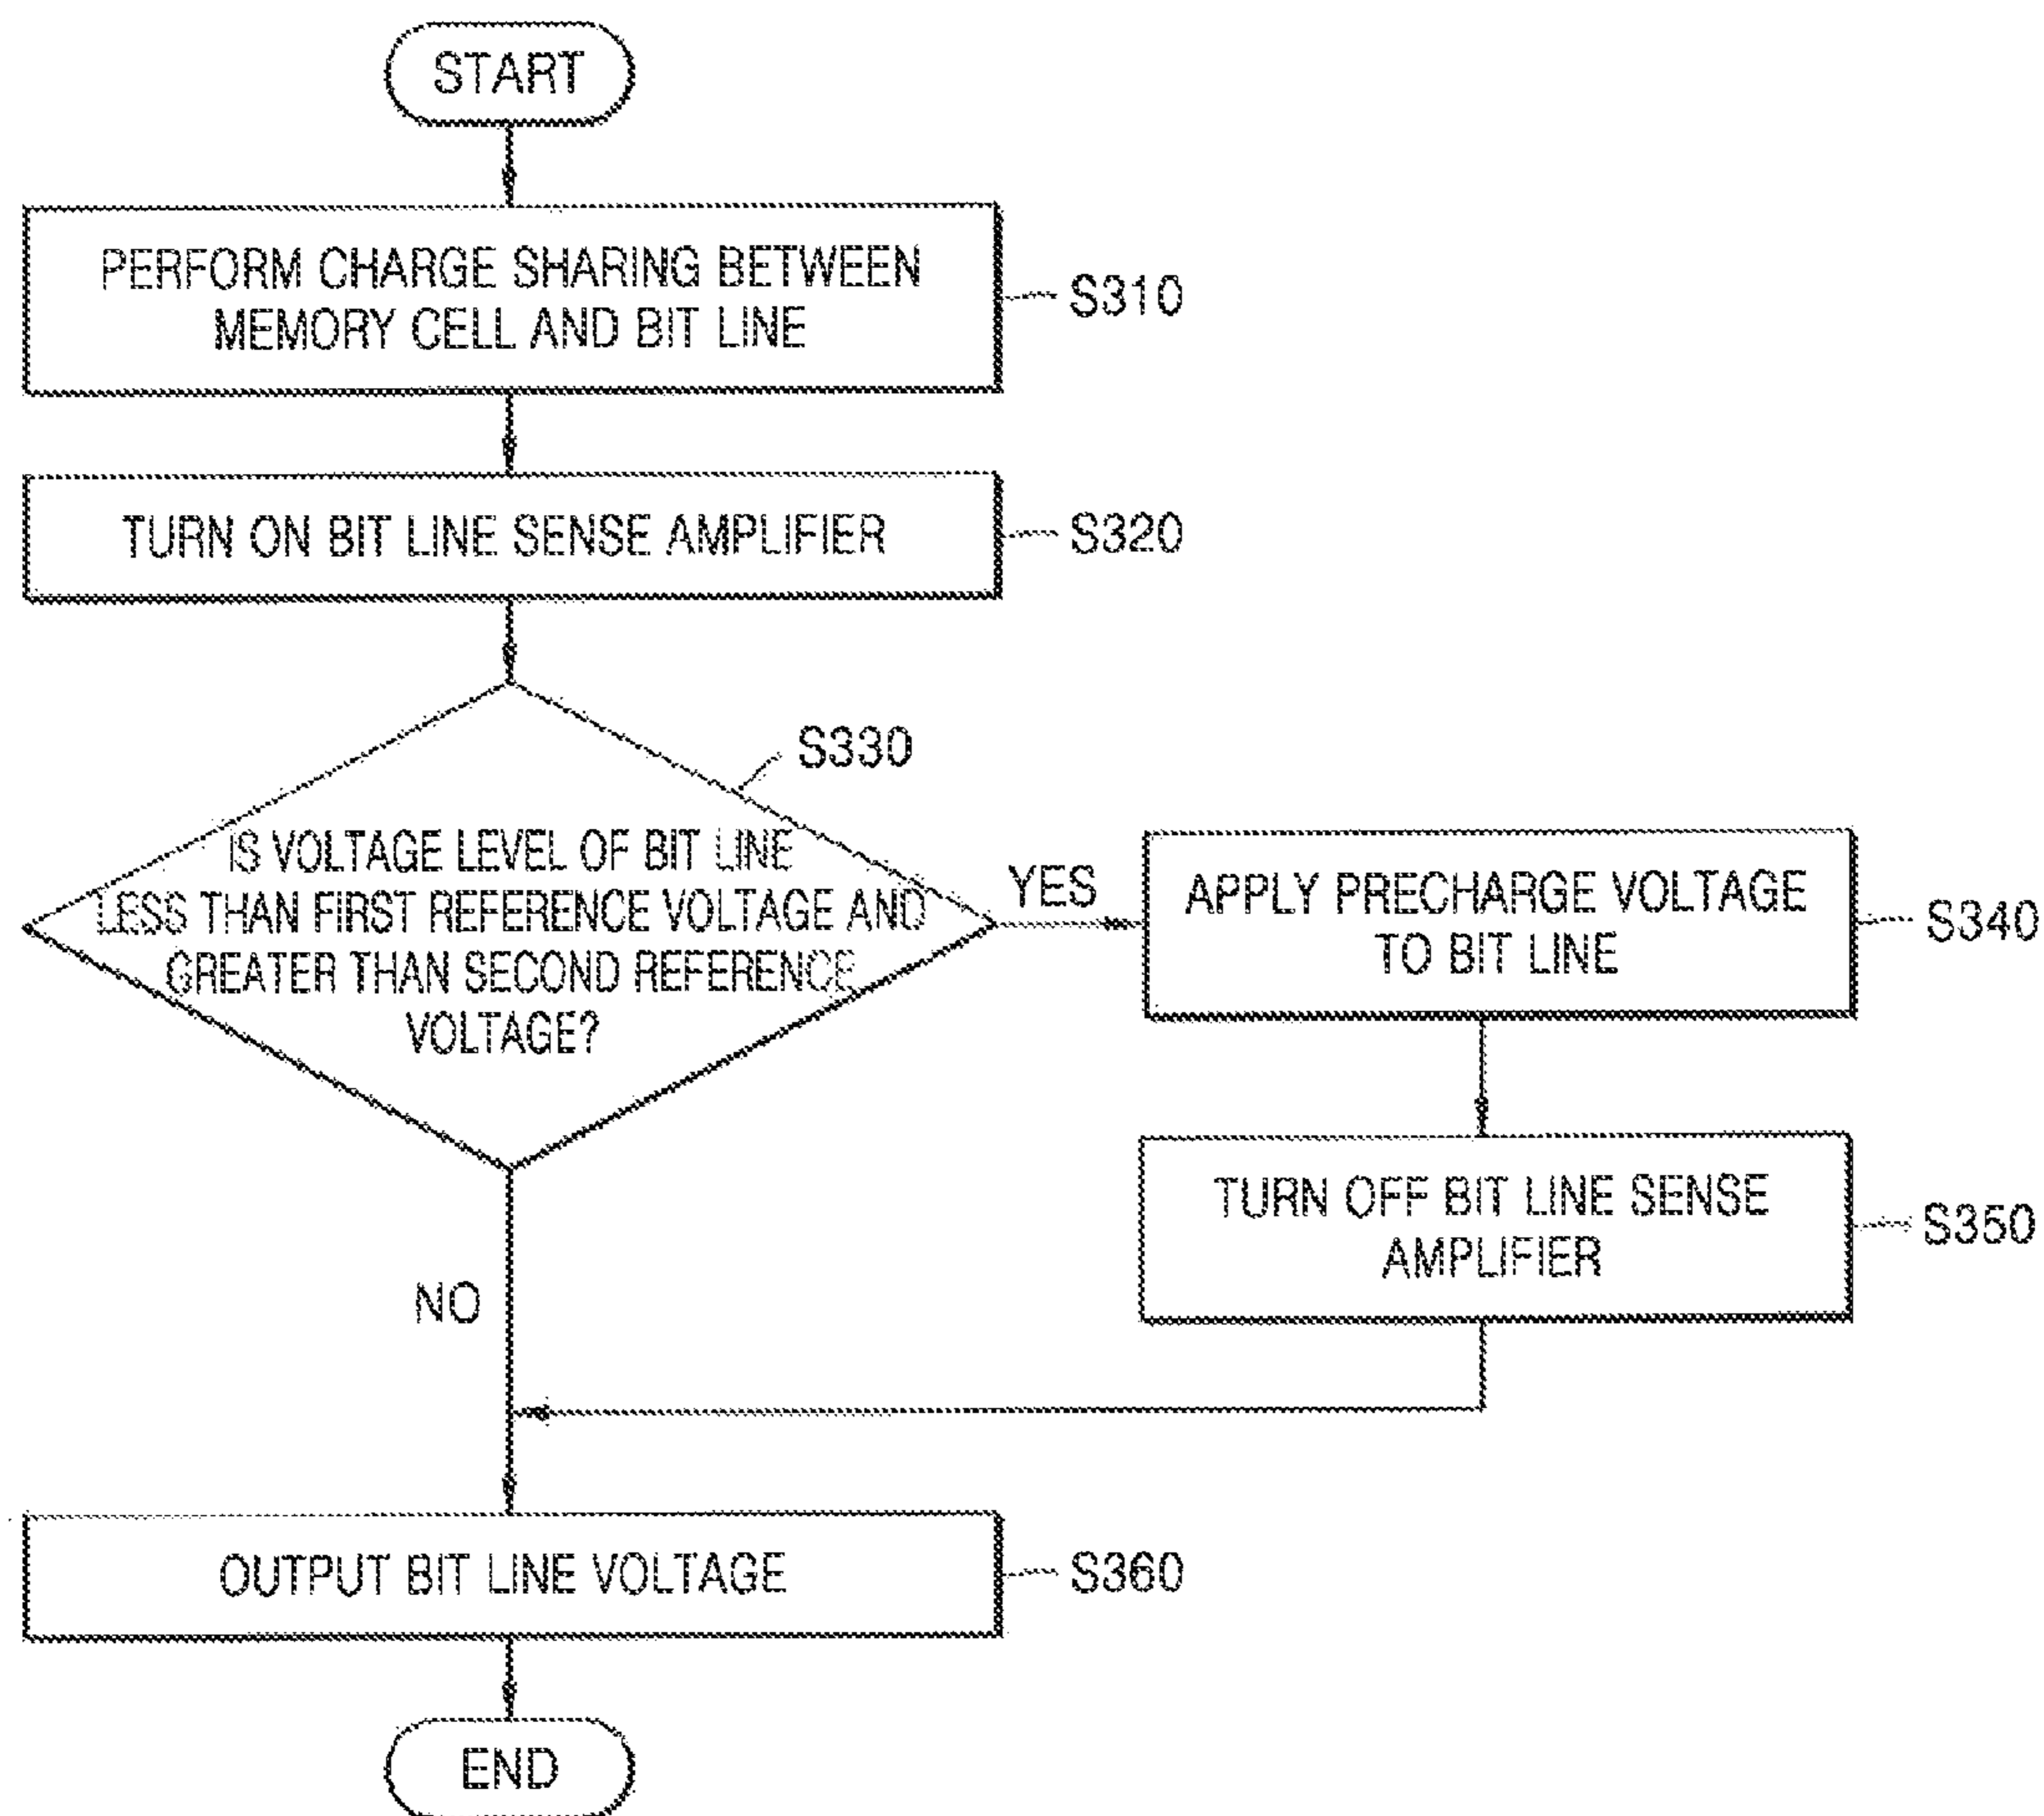 START
PERFORM CHARGE SHARING BETWEEN
MEMORY CELL AND BIT LINE
S310
TURN ON BIT LINE SENSE AMPLIFIER
S320
S330
IS VOLTAGE LEVEL OF BIT LINE
LESS THAN FIRST REFERENCE VOLTAGE AND
GREATER THAN SECOND REFERENCE
VOLTAGE?
YES
APPLY PRECHARGE VOLTAGE
TO BIT LINE
S340
TURN OFF BIT LINE SENSE
AMPLIFIER
S350
NO
OUTPUT BIT LINE VOLTAGE
S360
END